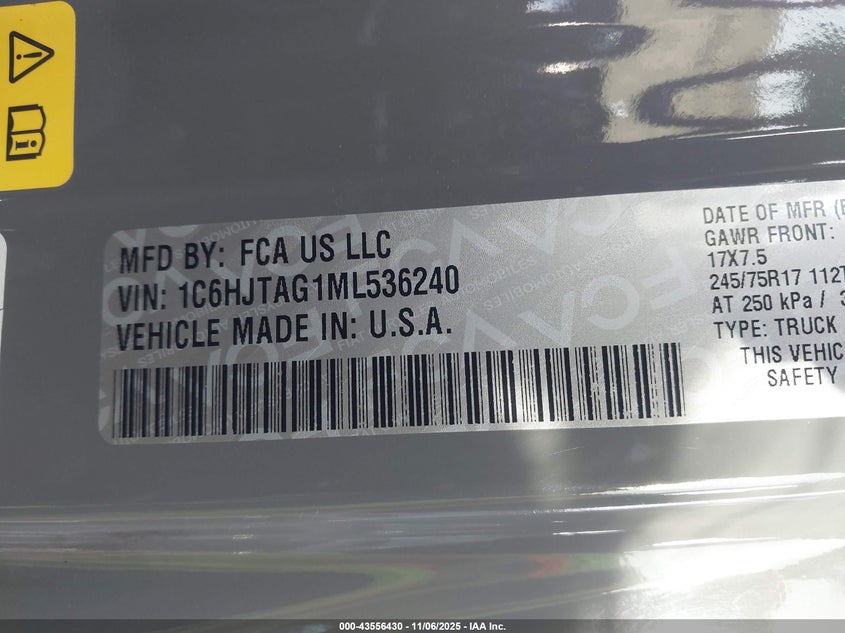 MFD BY: FCA US LLC
VIN: 1C6HJTAG1ML536240
VEHICLE MADE IN: U.S.A.
DATE OF MFR
GAWR FRONT:
17X7.5
245/75R17 112T
AT 250 kPa /
TYPE: TRUCK
THIS
SAFETY
000-43556430 - 11/06/2025 - IAA Inc.